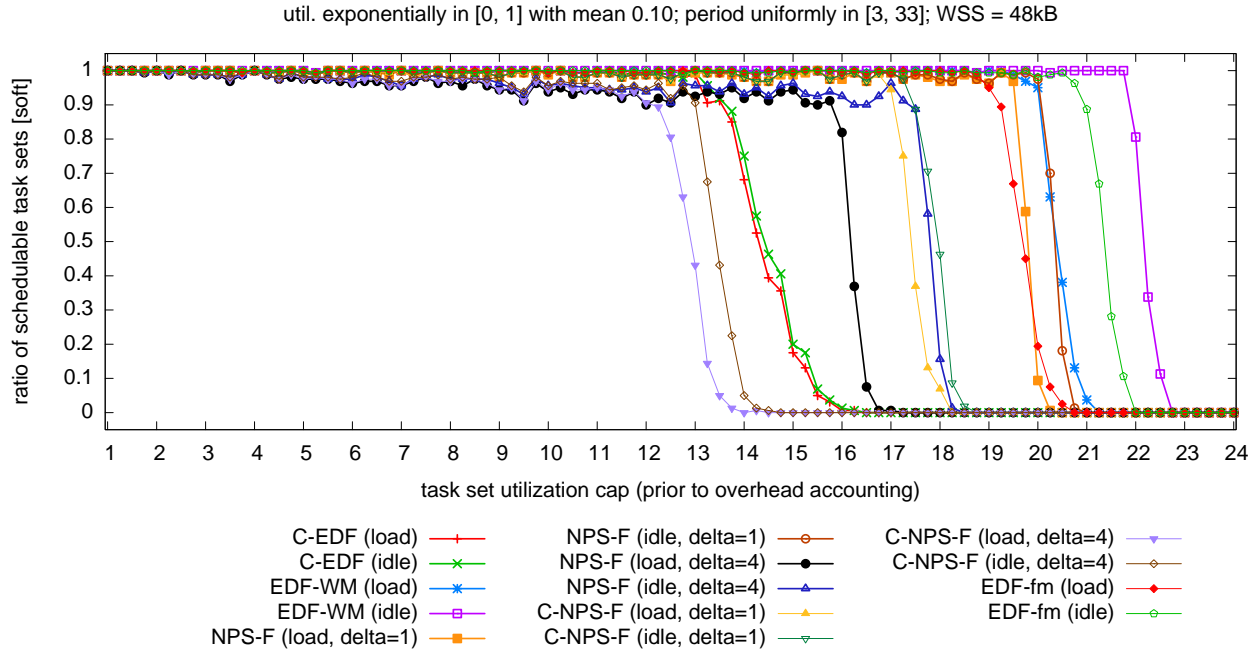 util. exponentially in [0, 1] with mean 0.10; period uniformly in [3, 33]; WSS = 48kB
ratio of schedulable task sets [soft]
1
0.9
0.8
0.7
0.6
0.5
0.4
0.3
0.2
0.1
0
1 2 3 4 5 6 7 8 9 10 11 12 13 14 15 16 17 18 19 20 21 22 23 24
task set utilization cap (prior to overhead accounting)
C-EDF (load)
C-EDF (idle)
EDF-WM (load)
EDF-WM (idle)
NPS-F (load, delta=1)
NPS-F (idle, delta=1)
NPS-F (load, delta=4)
NPS-F (idle, delta=4)
C-NPS-F (load, delta=1)
C-NPS-F (idle, delta=1)
C-NPS-F (load, delta=4)
C-NPS-F (idle, delta=4)
EDF-fm (load)
EDF-fm (idle)